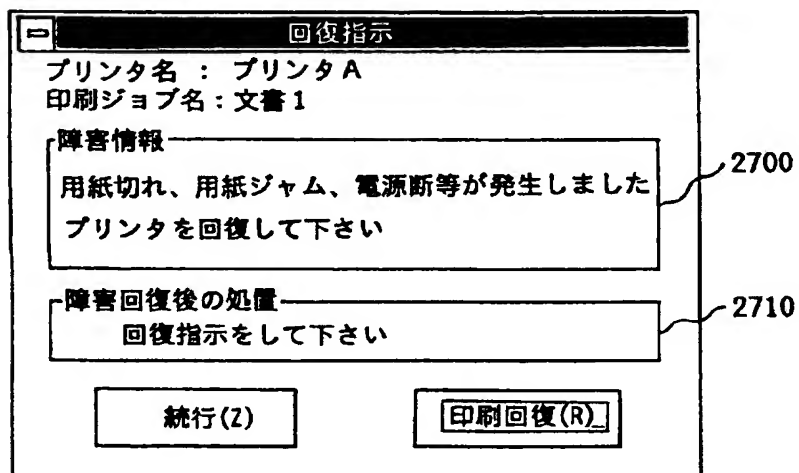 回復指示
プリンタ名 : プリンタA
印刷ジョブ名:文書1
障害情報
用紙切れ、用紙ジャム、電源断等が発生しました
プリンタを回復して下さい
2700
障害回復後の処置
回復指示をして下さい
2710
続行(Z)
印刷回復(R)